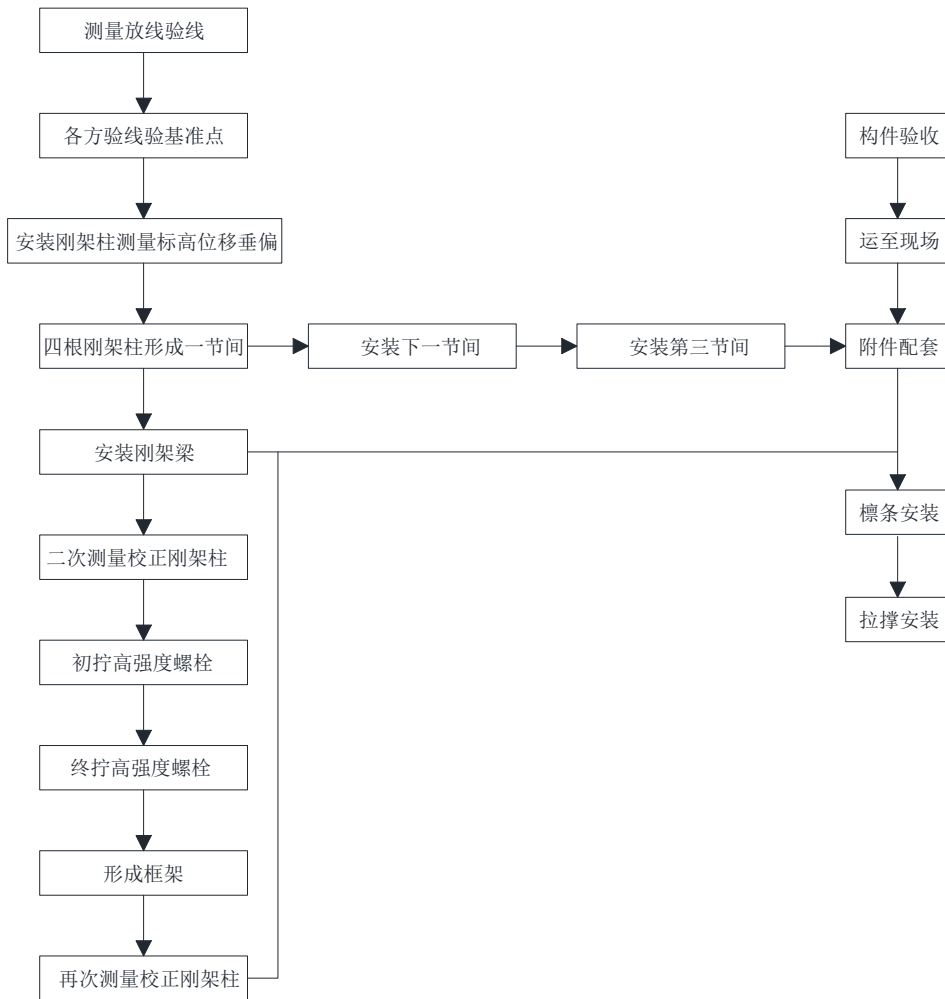 测量放线验线
各方验线验基准点
构件验收
安装刚架柱测量标高位移垂偏
运至现场
四根刚架柱形成一节间
安装下一节间
安装第三节间
附件配套
安装刚架梁
檩条安装
二次测量校正刚架柱
拉撑安装
初拧高强度螺栓
终拧高强度螺栓
形成框架
再次测量校正刚架柱